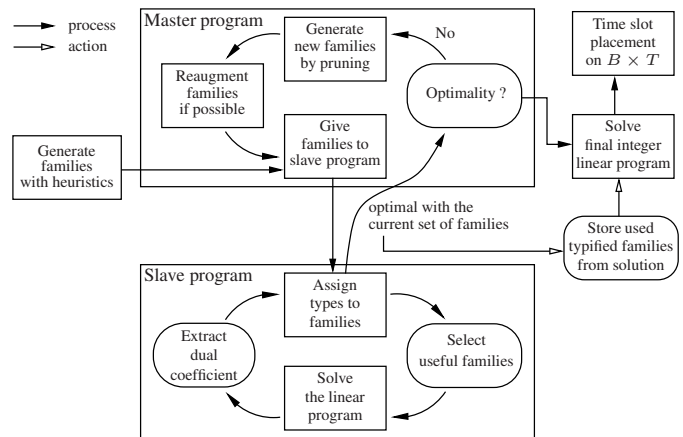 process
action
Master program
Generate
new families
by pruning
No
Reaugment
families
if possible
Optimality ?
Time slot
placement
on B × T
Give
families to
slave program
Solve
final integer
linear program
Generate
families
with heuristics
optimal with the
current set of families
Store used
typified families
from solution
Slave program
Assign
types to
families
Extract
dual
coefficient
Select
useful families
Solve
the linear
program